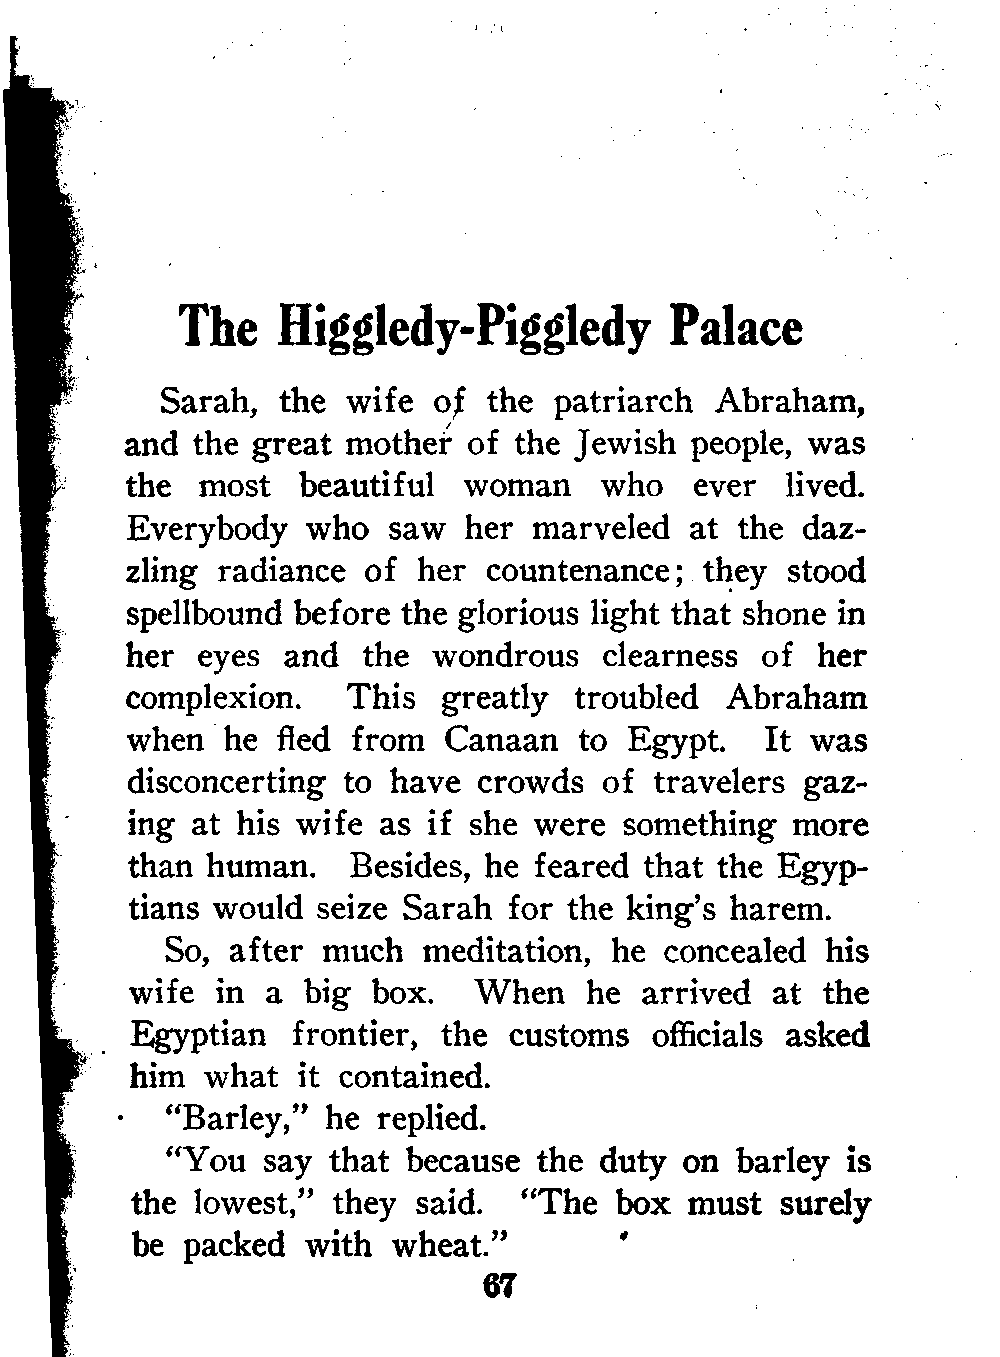 The Higgledy-Piggledy Palace
Sarah, the wife of the patriarch Abraham,
and the great mother of the Jewish people, was
the most beautiful woman who ever lived.
Everybody who saw her marveled at the daz-
zling radiance of her countenance; they stood
spellbound before the glorious light that shone in
her eyes and the wondrous clearness of her
complexion. This greatly troubled Abraham
when he fled from Canaan to Egypt. It was
disconcerting to have crowds of travelers gaz-
ing at his wife as if she were something more
than human. Besides, he feared that the Egyp-
tians would seize Sarah for the king's harem.
So, after much meditation, he concealed his
wife in a big box. When he arrived at the
Egyptian frontier, the customs officials asked
him what it contained.
"Barley," he replied.
"You say that because the duty on barley is
the lowest," they said. "The box must surely
be packed with wheat."
67